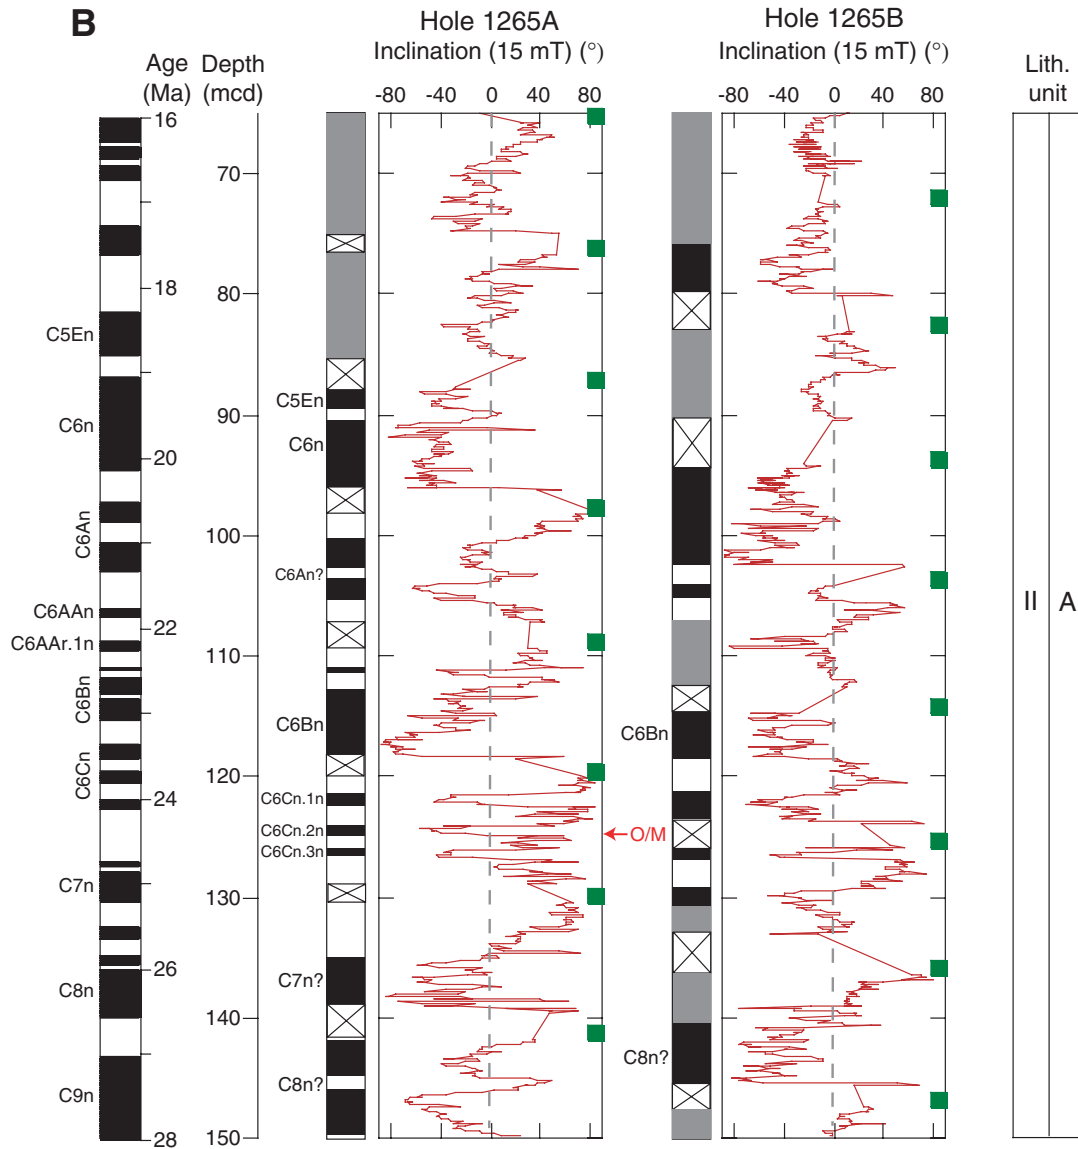 B
Hole 1265A
Hole 1265B
Inclination (15 mT) (°)
Inclination (15 mT) (°)
Age
(Ma)
Depth
(mcd)
Lith.
unit
-80 -40 0 40 80
-80 -40 0 40 80
16
18
20
22
24
26
28
C5En
C6n
C6An
C6AAn
C6AAr.1n
C6Bn
C6Cn
C7n
C8n
C9n
70
80
90
100
110
120
130
140
150
C5En
C6n
C6An?
C6Bn
C6Cn.1n
C6Cn.2n
C6Cn.3n
C7n?
C8n?
O/M
C6Bn
C8n?
II A